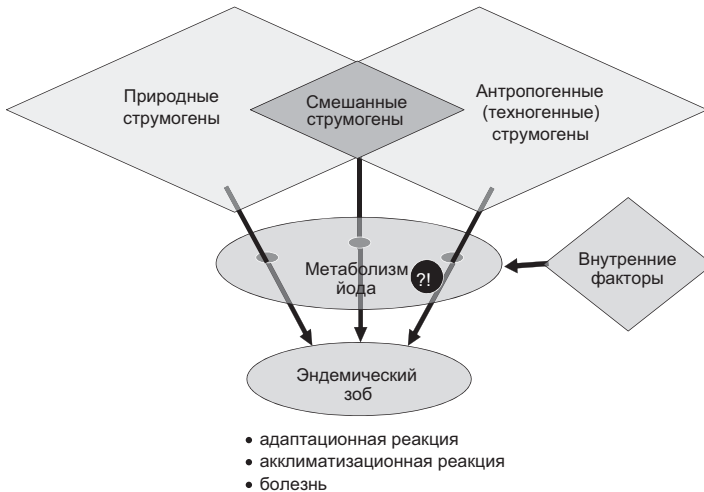 Природные
струмогены
Смешанные
струмогены
Антропогенные
(техногенные)
струмогены
Метаболизм
йода
?!
Внутренние
факторы
Эндемический
зоб
• адаптационная реакция
• акклиматизационная реакция
• болезнь